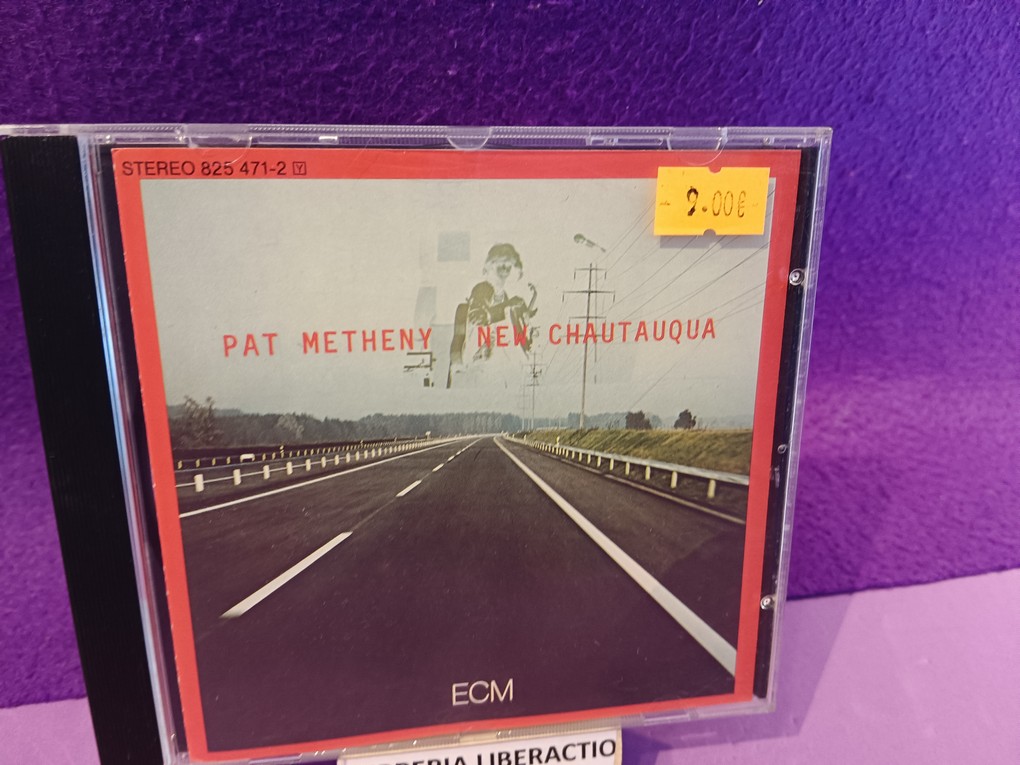 STEREO 825 471-2 Y
- 9.00€ -
PAT METHENY NEW CHAUTAUQUA
ECM
LIBERACTIO